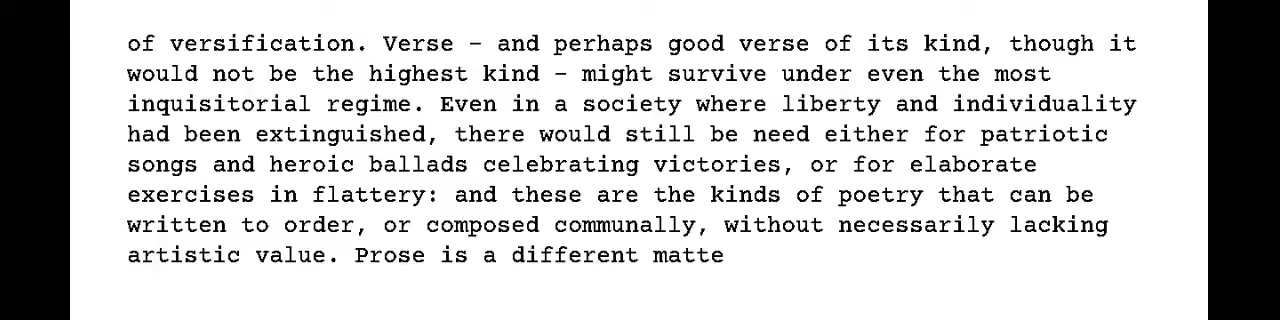 of versification. Verse – and perhaps good verse of its kind, though it
would not be the highest kind – might survive under even the most
inquisitorial regime. Even in a society where liberty and individuality
had been extinguished, there would still be need either for patriotic
songs and heroic ballads celebrating victories, or for elaborate
exercises in flattery: and these are the kinds of poetry that can be
written to order, or composed communally, without necessarily lacking
artistic value. Prose is a different matte